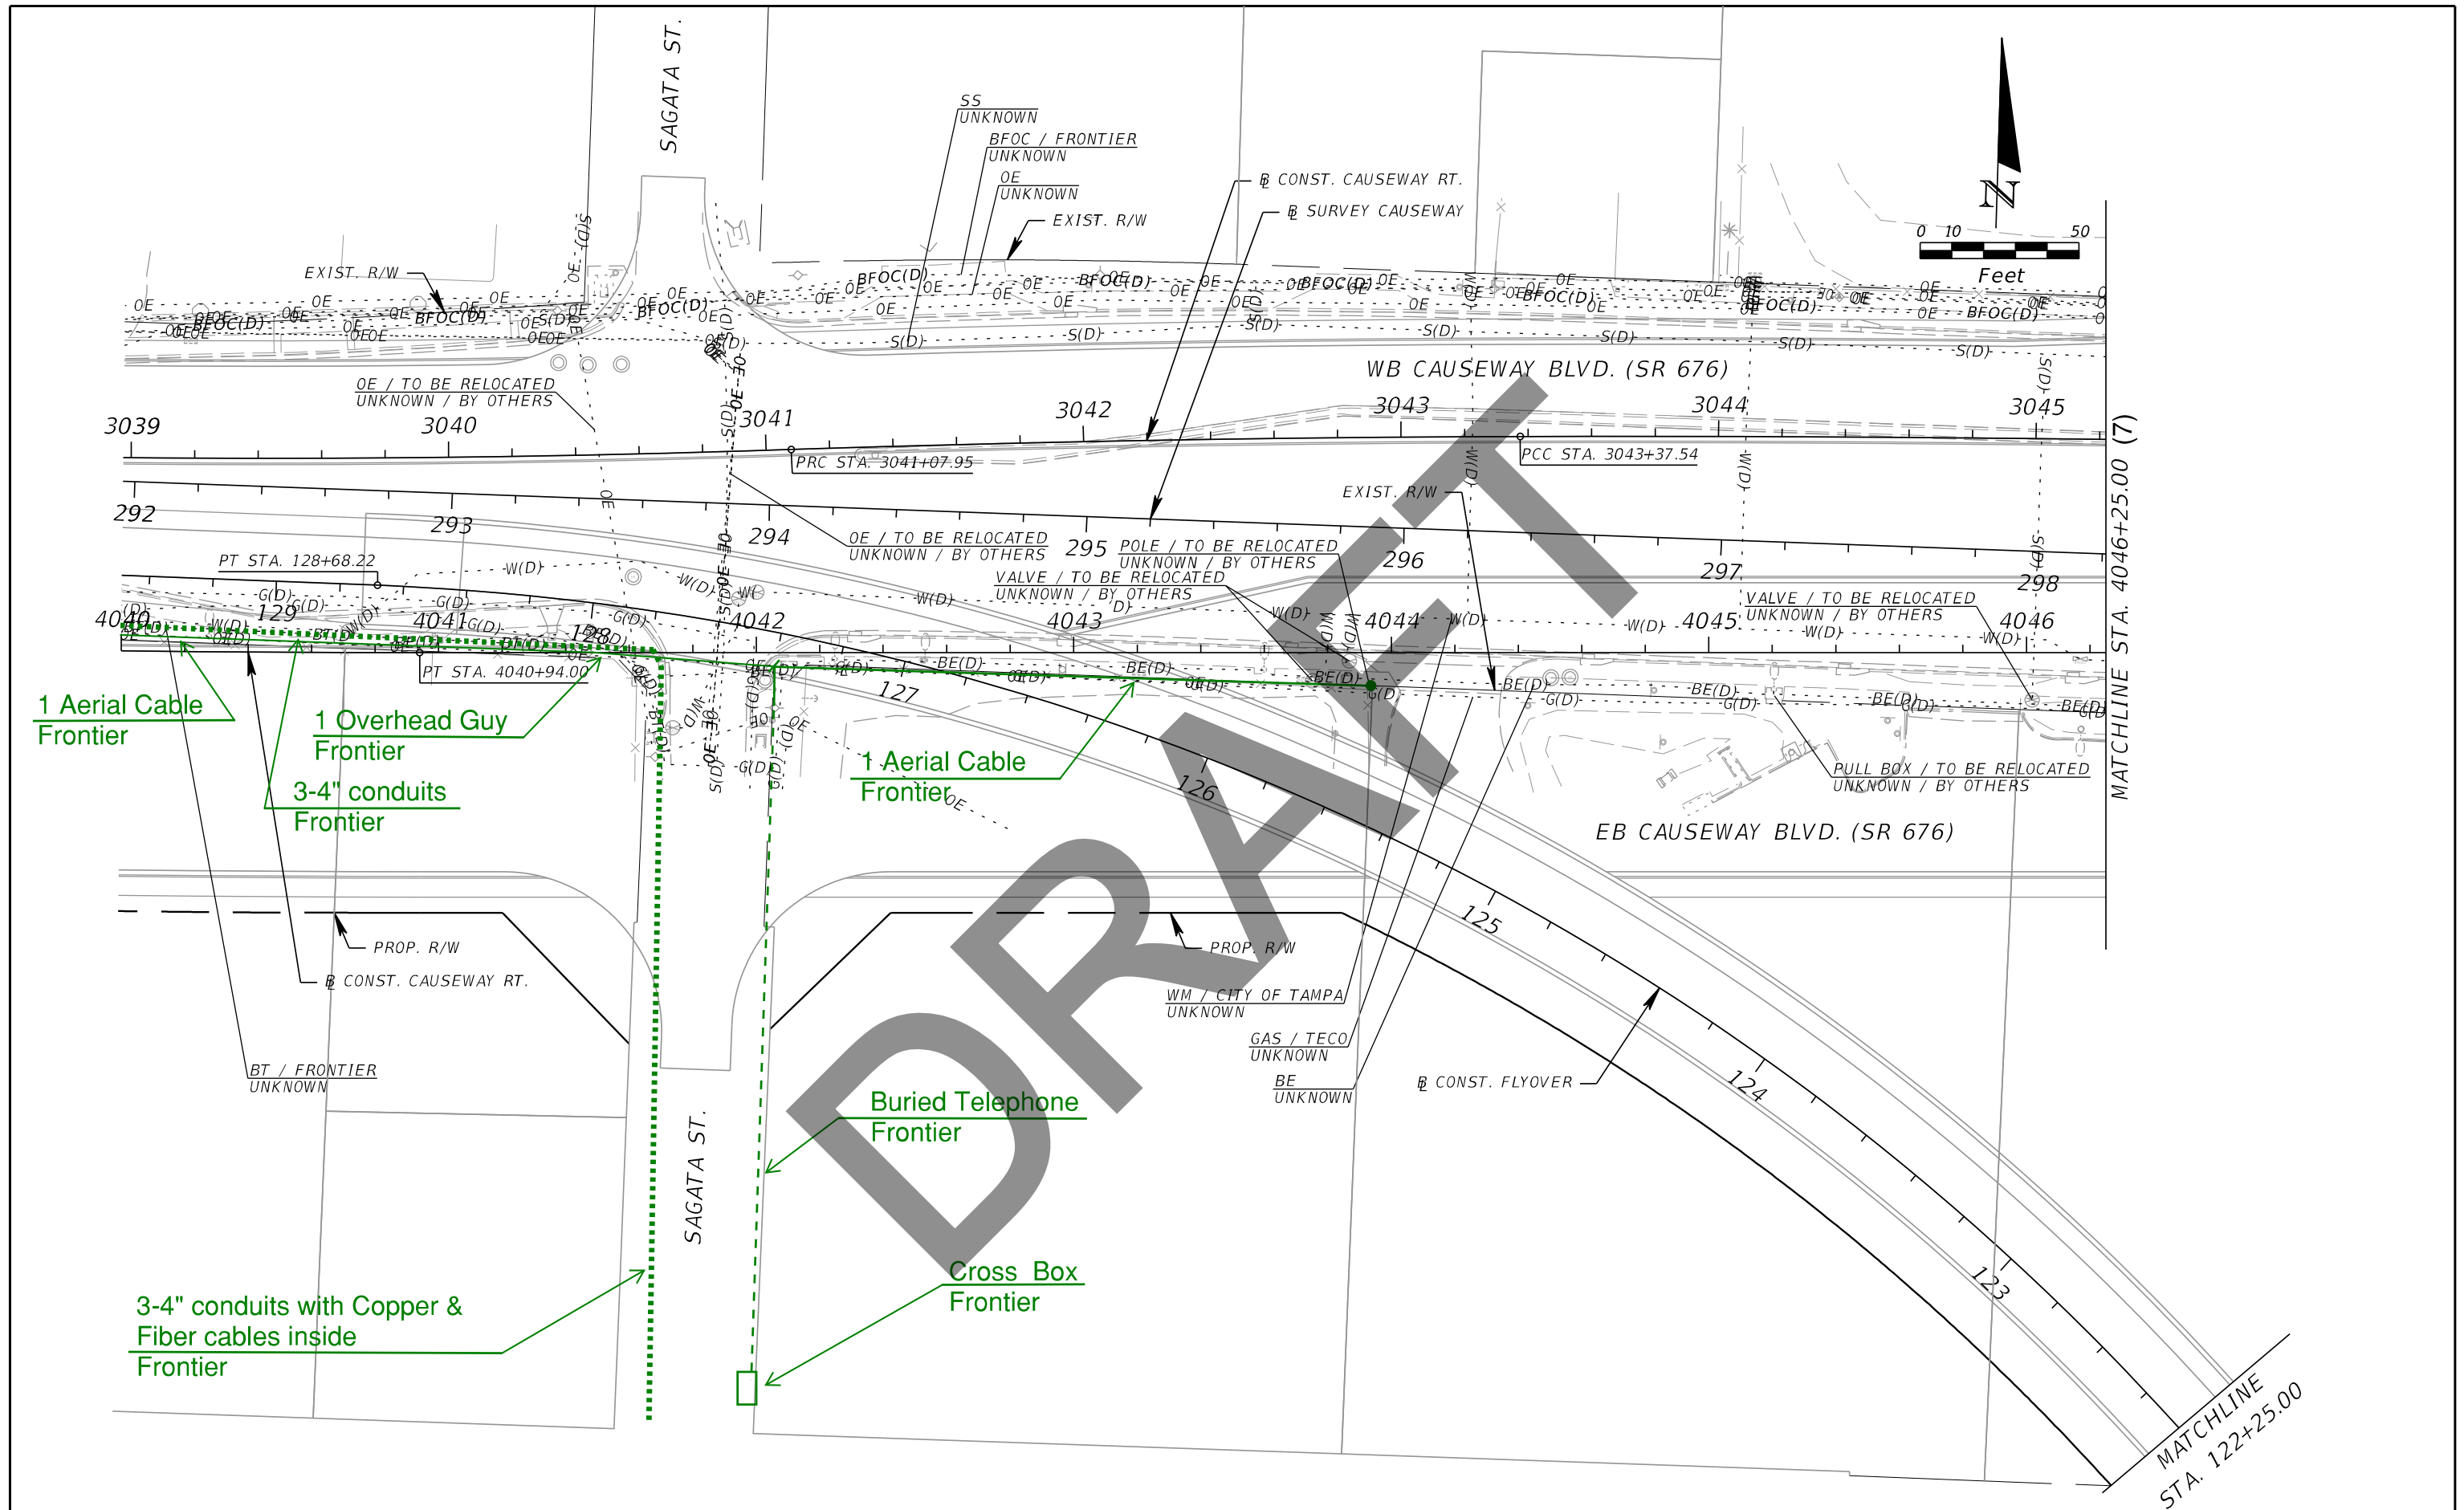 SAGATA ST.
SS
UNKNOWN
BFOC / FRONTIER
UNKNOWN
OE
UNKNOWN
EXIST. R/W
℄ CONST. CAUSEWAY RT.
℄ SURVEY CAUSEWAY
N
0 10 50
Feet
EXIST. R/W
OE / TO BE RELOCATED
UNKNOWN / BY OTHERS
WB CAUSEWAY BLVD. (SR 676)
3039 3040 3041 3042 3043 3044 3045
PRC STA. 3041+07.95
PCC STA. 3043+37.54
MATCHLINE STA. 4046+25.00 (7)
EXIST. R/W
292 293 294 295 296 297 298
OE / TO BE RELOCATED
UNKNOWN / BY OTHERS
POLE / TO BE RELOCATED
UNKNOWN / BY OTHERS
VALVE / TO BE RELOCATED
UNKNOWN / BY OTHERS
VALVE / TO BE RELOCATED
UNKNOWN / BY OTHERS
PT STA. 128+68.22
129 128 127 126 125 124 123
4040 4041 4042 4043 4044 4045 4046
PT STA. 4040+94.00
1 Aerial Cable
Frontier
1 Overhead Guy
Frontier
3-4" conduits
Frontier
1 Aerial Cable
Frontier
PULL BOX / TO BE RELOCATED
UNKNOWN / BY OTHERS
EB CAUSEWAY BLVD. (SR 676)
DRAFT
PROP. R/W
℄ CONST. CAUSEWAY RT.
PROP. R/W
WM / CITY OF TAMPA
UNKNOWN
GAS / TECO
UNKNOWN
BE
UNKNOWN
℄ CONST. FLYOVER
BT / FRONTIER
UNKNOWN
Buried Telephone
Frontier
SAGATA ST.
Cross Box
Frontier
3-4" conduits with Copper &
Fiber cables inside
Frontier
MATCHLINE
STA. 122+25.00